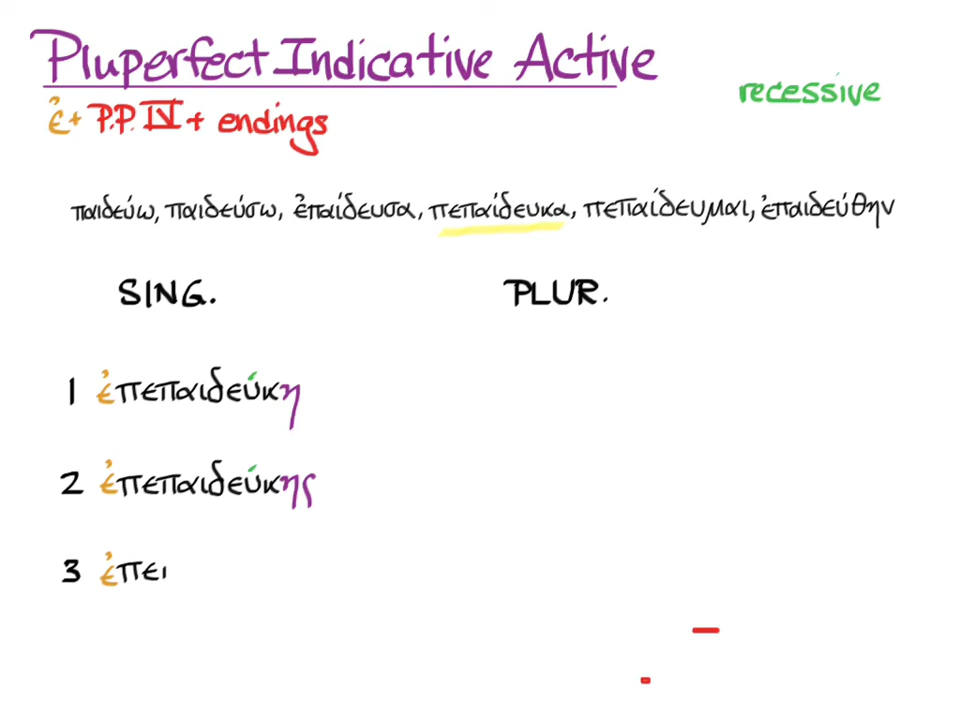 Pluperfect Indicative Active
recessive
ἐ + P.P. IV + endings
παιδεύω, παιδεύσω, ἐπαίδευσα, πεπαίδευκα, πεπαίδευμαι, ἐπαιδεύθην
SING. PLUR.
1 ἐπεπαιδεύκη
2 ἐπεπαιδεύκης
3 ἐπει